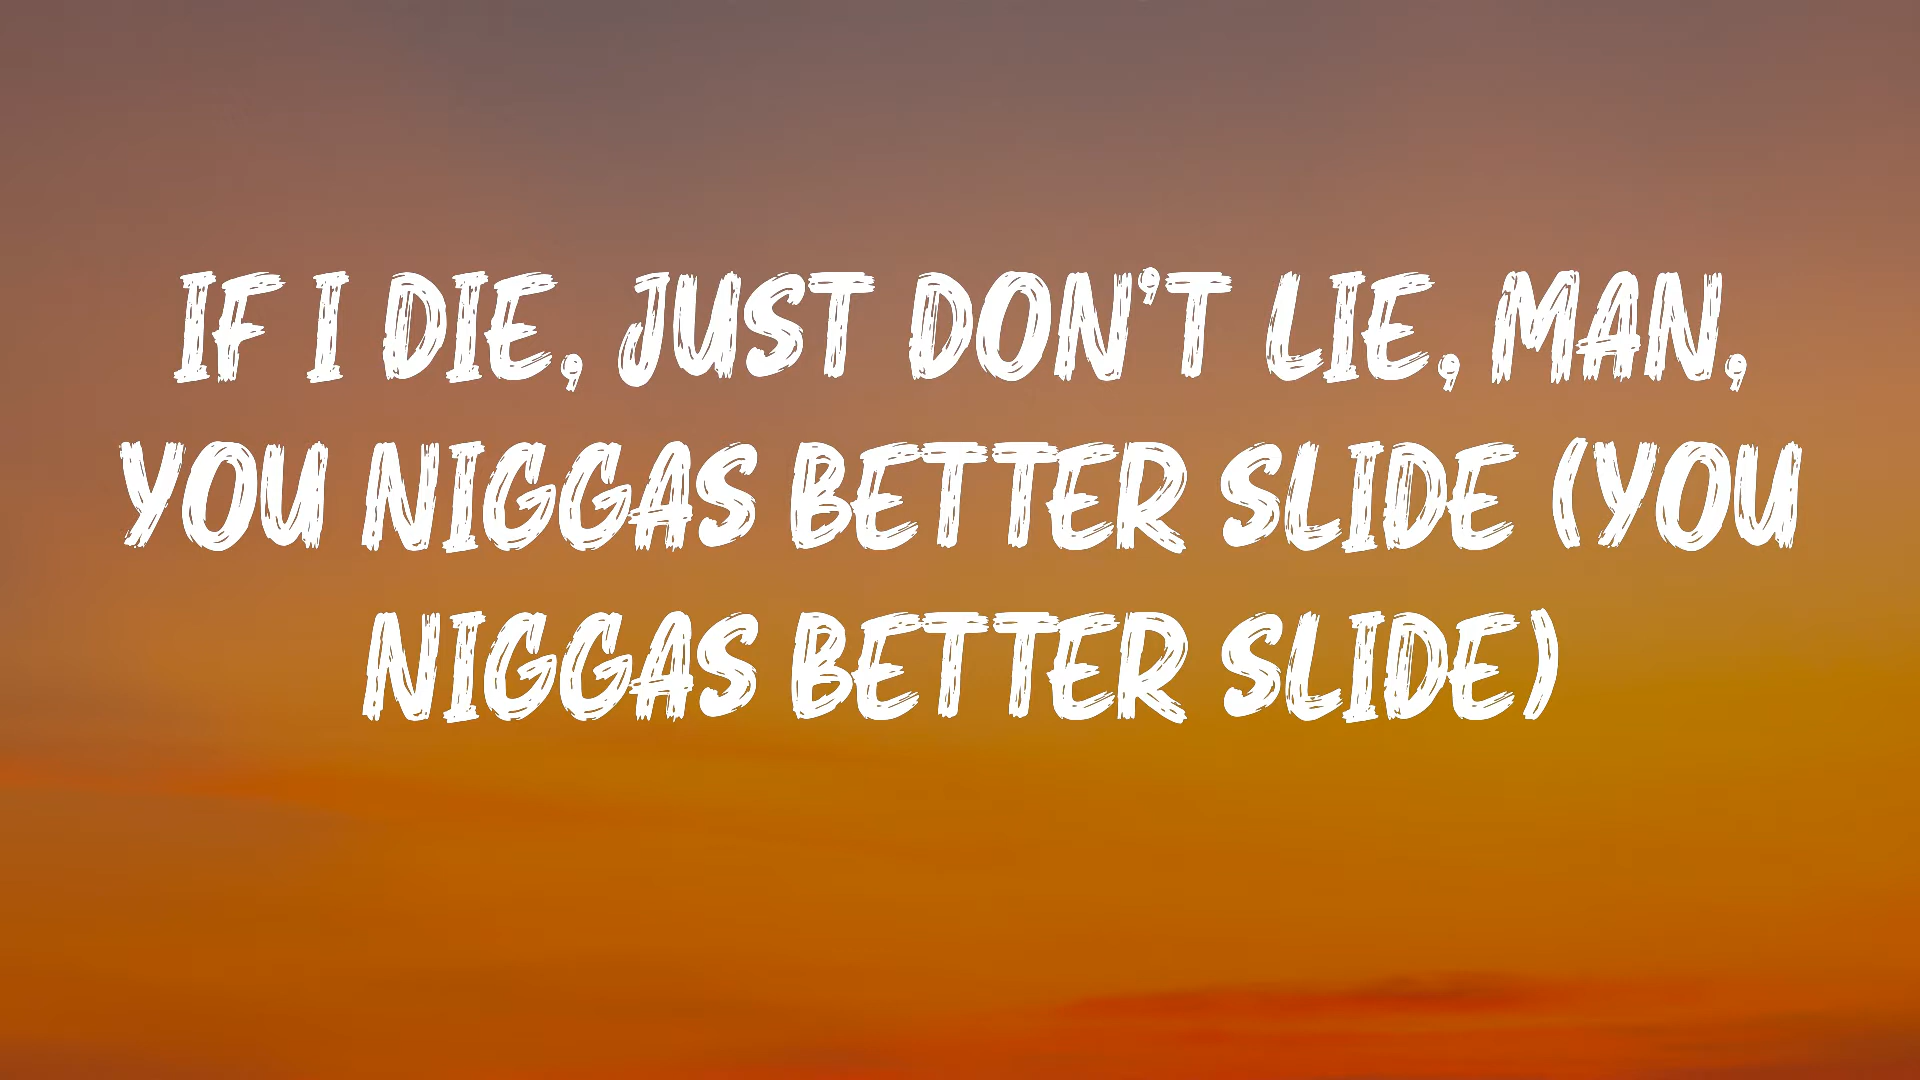 IF I DIE, JUST DON'T LIE, MAN,
YOU NIGGAS BETTER SLIDE (YOU
NIGGAS BETTER SLIDE)